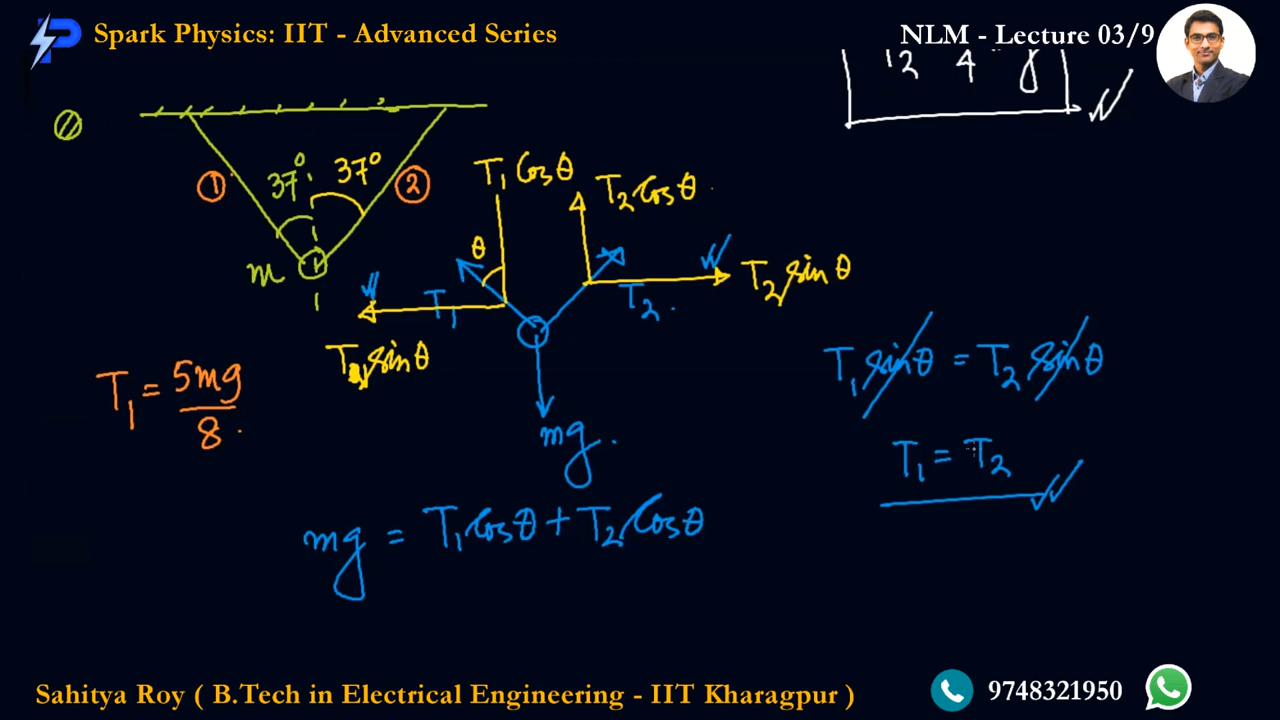 Spark Physics: IIT - Advanced Series
NLM - Lecture 03/9
12 4
37° 37°
① ②
m
T₁ Cosθ
T₂ Cosθ
θ
T₁ T₂
T₂ sinθ
T₁ sinθ
mg
T₁ = 5mg/8
T₁ sinθ = T₂ sinθ
T₁ = T₂
mg = T₁ Cosθ + T₂ Cosθ
Sahitya Roy ( B.Tech in Electrical Engineering - IIT Kharagpur )
9748321950